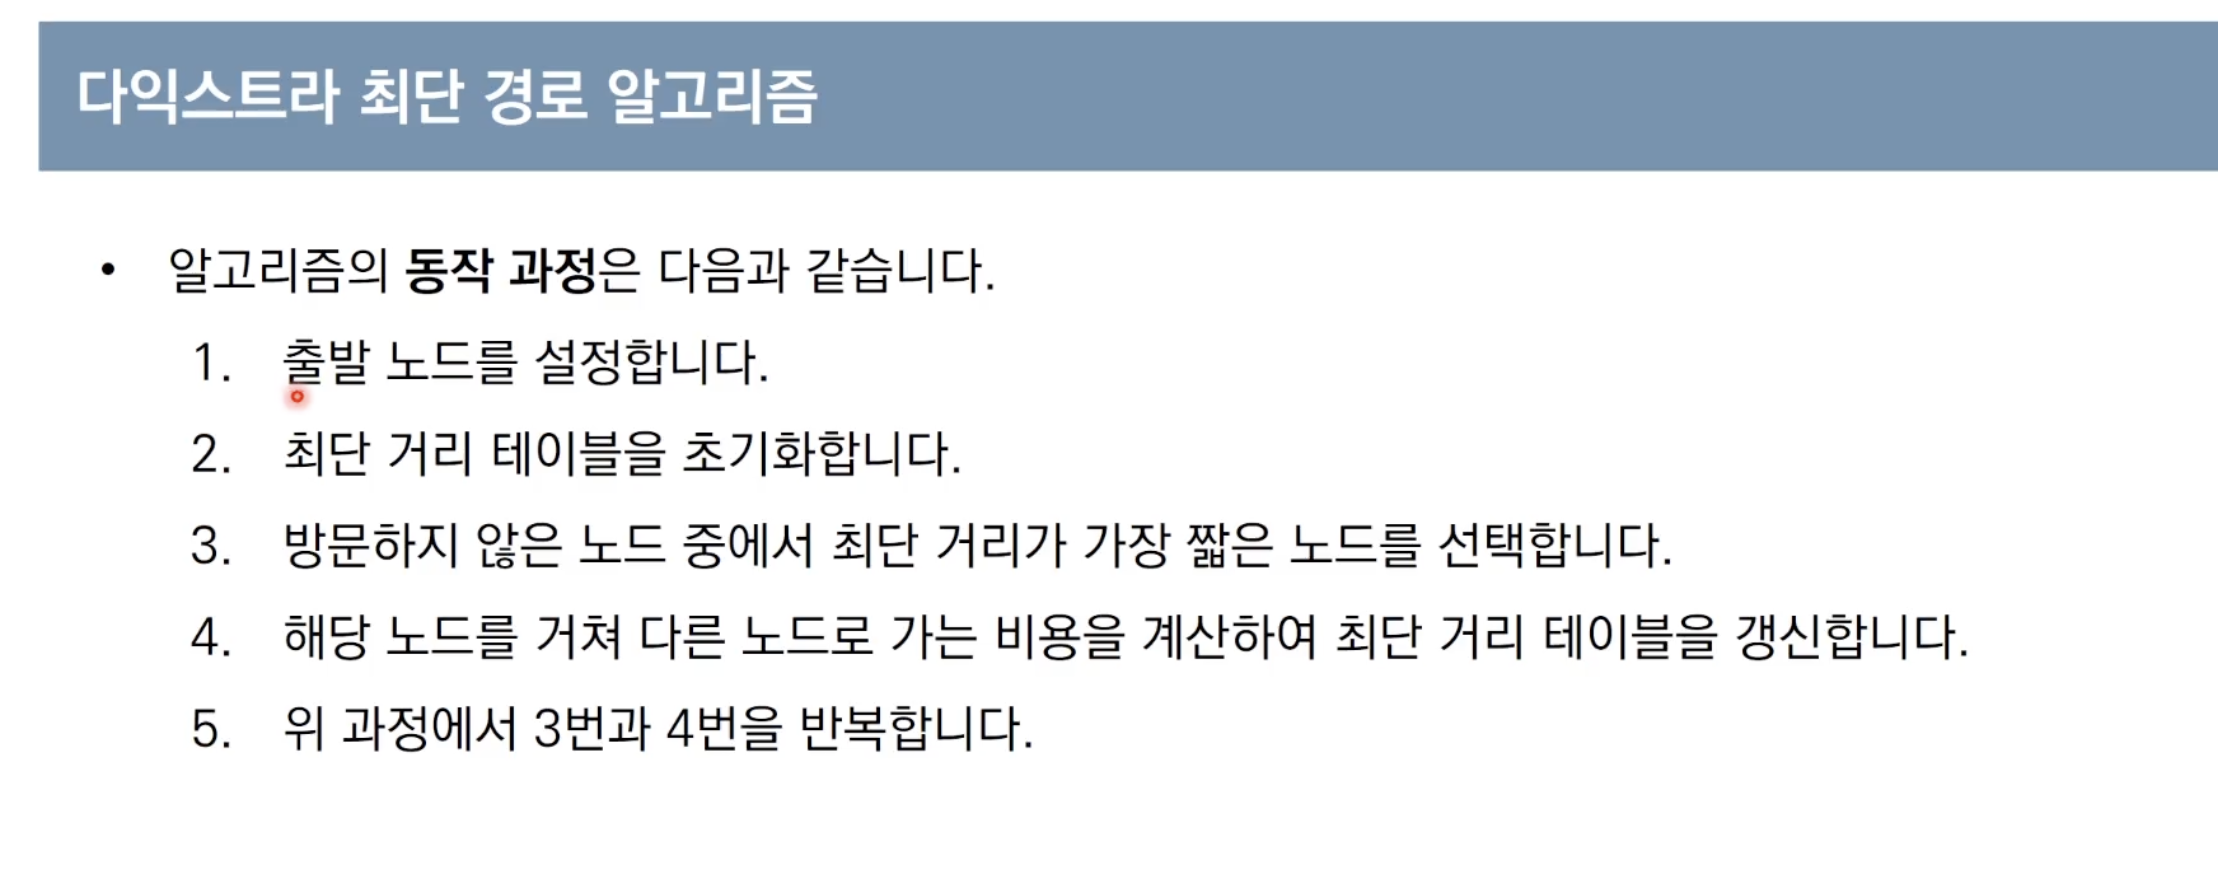 다익스트라 최단 경로 알고리즘
• 알고리즘의 동작 과정은 다음과 같습니다.
1. 출발 노드를 설정합니다.
2. 최단 거리 테이블을 초기화합니다.
3. 방문하지 않은 노드 중에서 최단 거리가 가장 짧은 노드를 선택합니다.
4. 해당 노드를 거쳐 다른 노드로 가는 비용을 계산하여 최단 거리 테이블을 갱신합니다.
5. 위 과정에서 3번과 4번을 반복합니다.